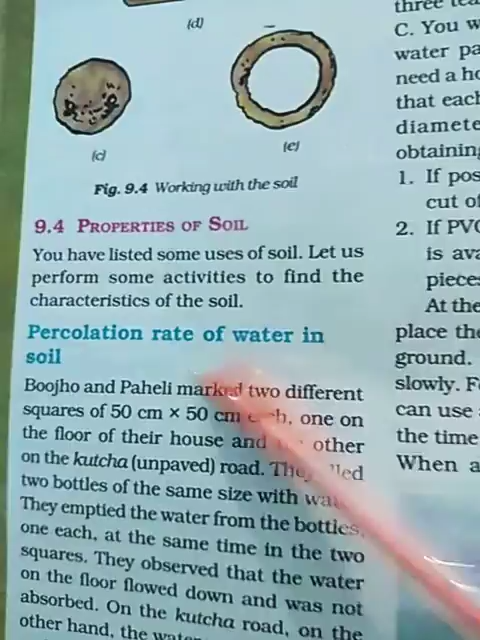 (d)
(c)
(e)
Fig. 9.4 Working with the soil
9.4 PROPERTIES OF SOIL
You have listed some uses of soil. Let us
perform some activities to find the
characteristics of the soil.
Percolation rate of water in
soil
Boojho and Paheli marked two different
squares of 50 cm × 50 cm one on
the floor of their house and other
on the kutcha (unpaved) road.
two bottles of the same size with
They emptied the water from the bottles,
one each, at the same time in the two
squares. They observed that the water
on the floor flowed down and was not
absorbed. On the kutcha road, on the
other hand, the
three
C. You w
water pa
need a ho
that each
diamete
obtaining
1. If pos
cut of
2. If PVC
is ava
piece
At the
place the
ground.
slowly. F
can use
the time
When a